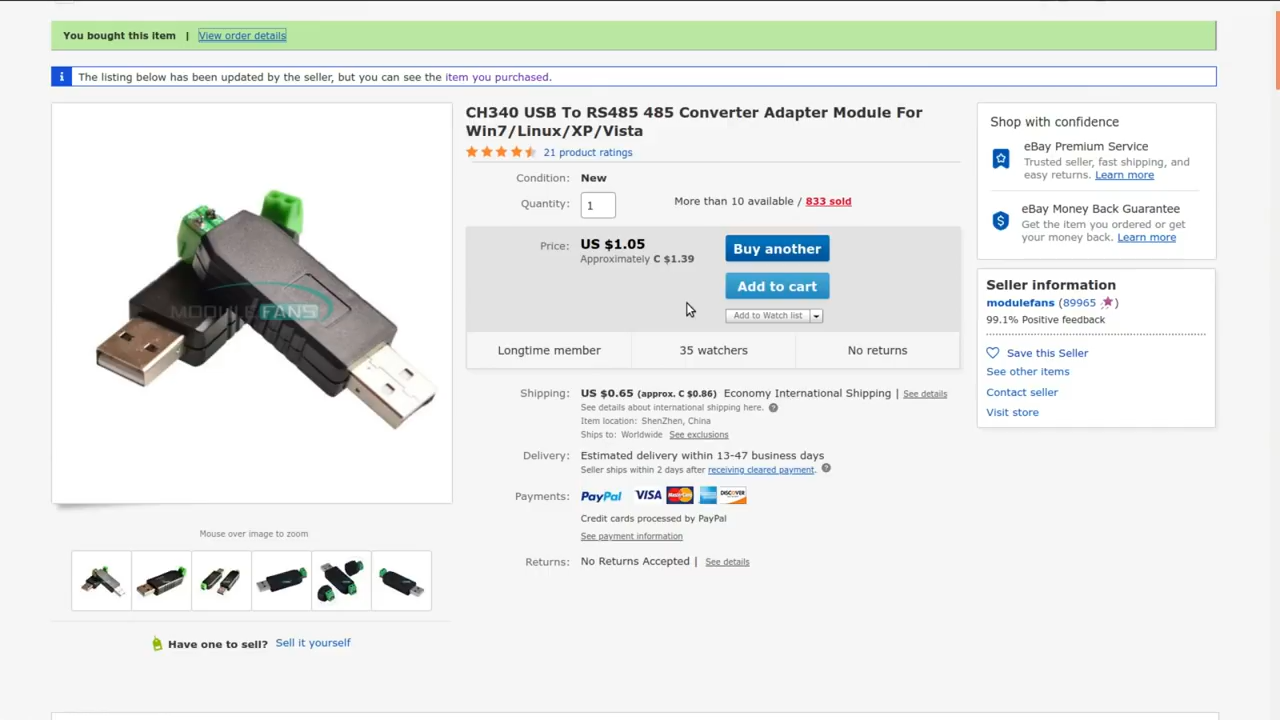 You bought this item | View order details
i The listing below has been updated by the seller, but you can see the item you purchased.
MODULEFANS
Mouse over image to zoom
Have one to sell? Sell it yourself
CH340 USB To RS485 485 Converter Adapter Module For
Win7/Linux/XP/Vista
21 product ratings
Condition: New
Quantity: 1 More than 10 available / 833 sold
Price: US $1.05
Approximately C $1.39
Buy another
Add to cart
Add to Watch list
Longtime member 35 watchers No returns
Shipping: US $0.65 (approx. C $0.86) Economy International Shipping | See details
See details about international shipping here. ?
Item location: ShenZhen, China
Ships to: Worldwide See exclusions
Delivery: Estimated delivery within 13-47 business days
Seller ships within 2 days after receiving cleared payment. ?
Payments: PayPal VISA MasterCard DISCOVER
Credit cards processed by PayPal
See payment information
Returns: No Returns Accepted | See details
Shop with confidence
eBay Premium Service
Trusted seller, fast shipping, and
easy returns. Learn more
eBay Money Back Guarantee
$ Get the item you ordered or get
your money back. Learn more
Seller information
modulefans (89965 )
99.1% Positive feedback
Save this Seller
See other items
Contact seller
Visit store